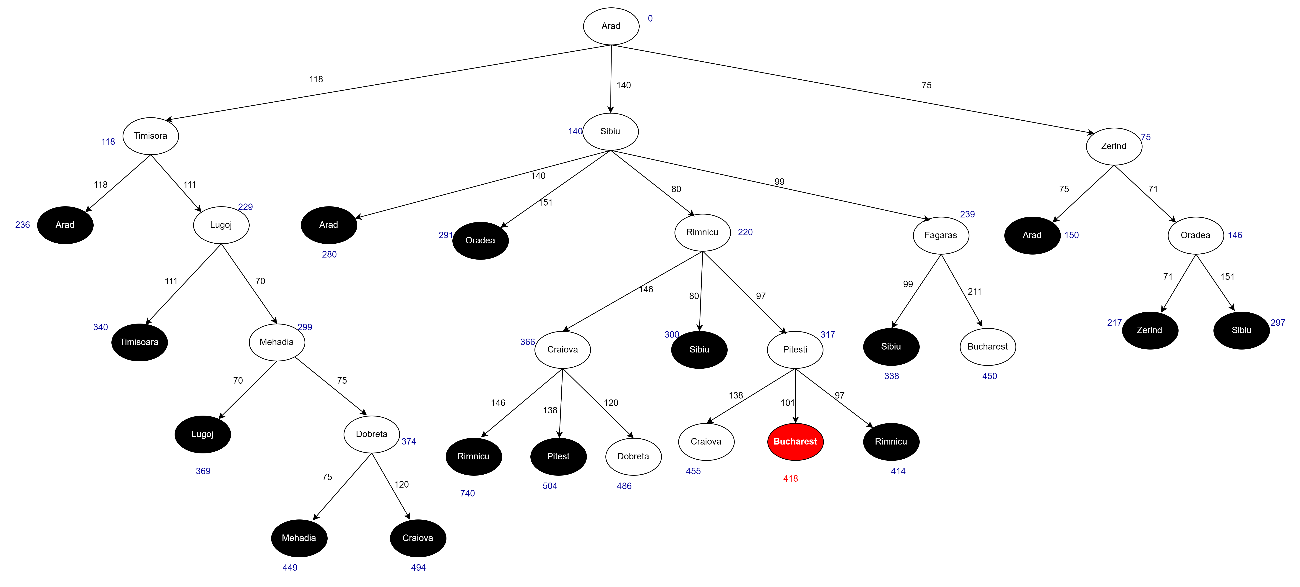 Arad
0
118
140
75
Timisora
118
140
Sibiu
Zerind
75
118
111
140
151
80
99
75
71
236
Arad
229
Lugoj
Arad
280
291
Oradea
Rimnicu
220
239
Fagaras
Arad
150
Oradea
146
111
70
146
80
97
99
211
71
151
340
Timisoara
299
Mehadia
366
Craiova
300
Sibiu
317
Pitesti
Sibiu
338
Bucharest
450
217
Zerind
Sibiu
297
70
75
146
138
120
138
101
97
Lugoj
369
Dobreta
374
Rimnicu
740
Pitest
504
Dobreta
486
Craiova
455
Bucharest
418
Rimnicu
414
75
120
Mehadia
449
Craiova
494